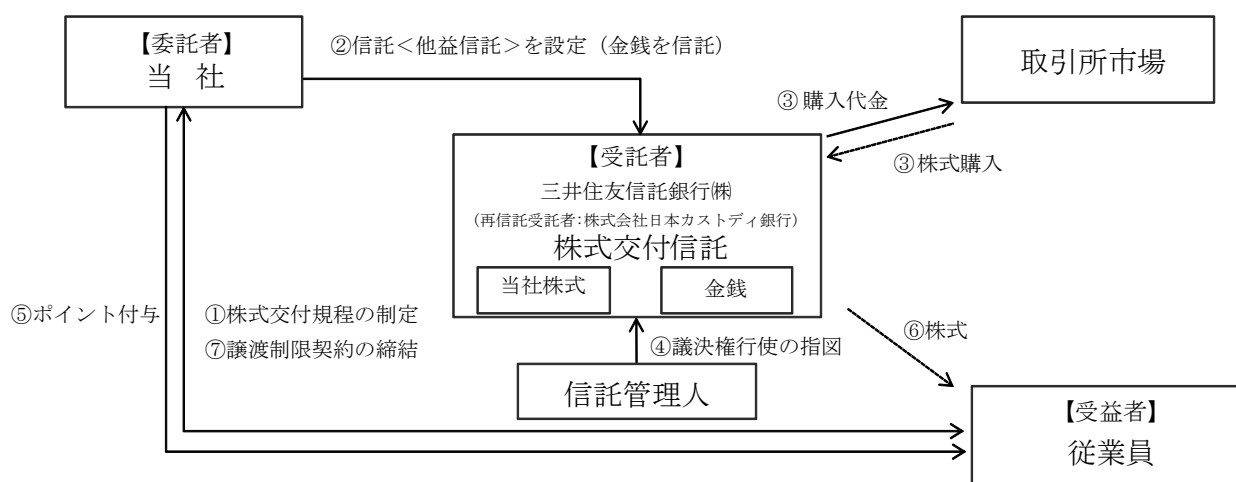 【委託者】
当 社
②信託<他益信託>を設定（金銭を信託）
取引所市場
③購入代金
③株式購入
【受託者】
三井住友信託銀行㈱
(再信託受託者:株式会社日本カストディ銀行)
株式交付信託
当社株式
金銭
⑤ポイント付与
①株式交付規程の制定
⑦譲渡制限契約の締結
④議決権行使の指図
⑥株式
信託管理人
【受益者】
従業員